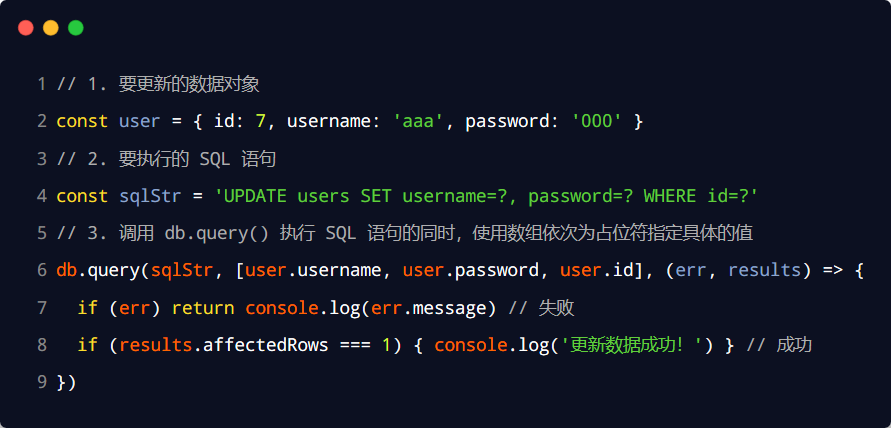 1 // 1. 要更新的数据对象
2 const user = { id: 7, username: 'aaa', password: '000' }
3 // 2. 要执行的 SQL 语句
4 const sqlStr = 'UPDATE users SET username=?, password=? WHERE id=?'
5 // 3. 调用 db.query() 执行 SQL 语句的同时，使用数组依次为占位符指定具体的值
6 db.query(sqlStr, [user.username, user.password, user.id], (err, results) => {
7   if (err) return console.log(err.message) // 失败
8   if (results.affectedRows === 1) { console.log('更新数据成功！') } // 成功
9 })